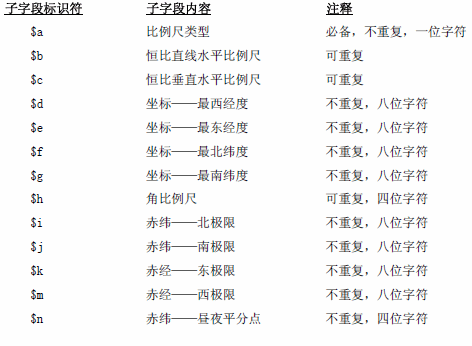 子字段标识符 子字段内容 注释
$a 比例尺类型 必备，不重复，一位字符
$b 恒比直线水平比例尺 可重复
$c 恒比垂直水平比例尺 可重复
$d 坐标——最西经度 不重复，八位字符
$e 坐标——最东经度 不重复，八位字符
$f 坐标——最北纬度 不重复，八位字符
$g 坐标——最南纬度 不重复，八位字符
$h 角比例尺 可重复，四位字符
$i 赤纬——北极限 不重复，八位字符
$j 赤纬——南极限 不重复，八位字符
$k 赤经——东极限 不重复，八位字符
$m 赤经——西极限 不重复，八位字符
$n 赤纬——昼夜平分点 不重复，四位字符